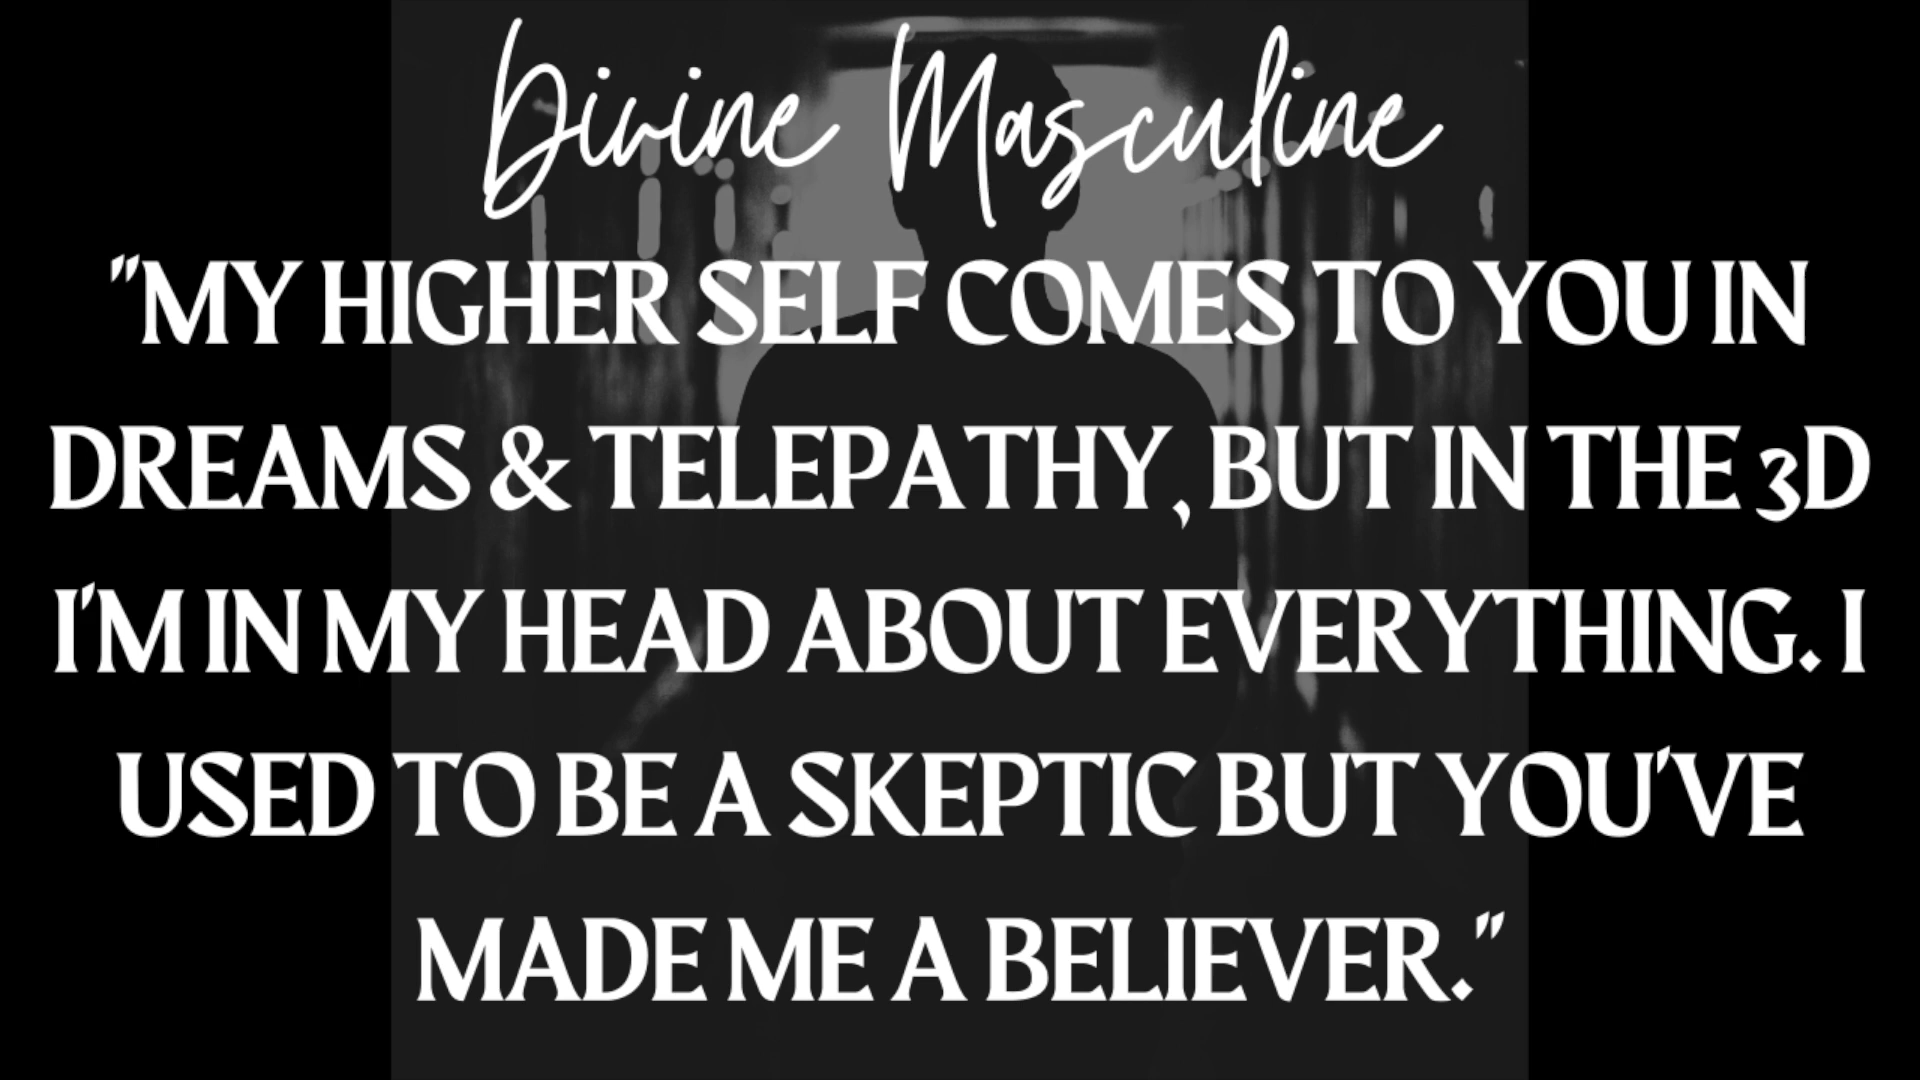 Divine Masculine
"MY HIGHER SELF COMES TO YOU IN
DREAMS & TELEPATHY, BUT IN THE 3D
I'M IN MY HEAD ABOUT EVERYTHING. I
USED TO BE A SKEPTIC BUT YOU'VE
MADE ME A BELIEVER."